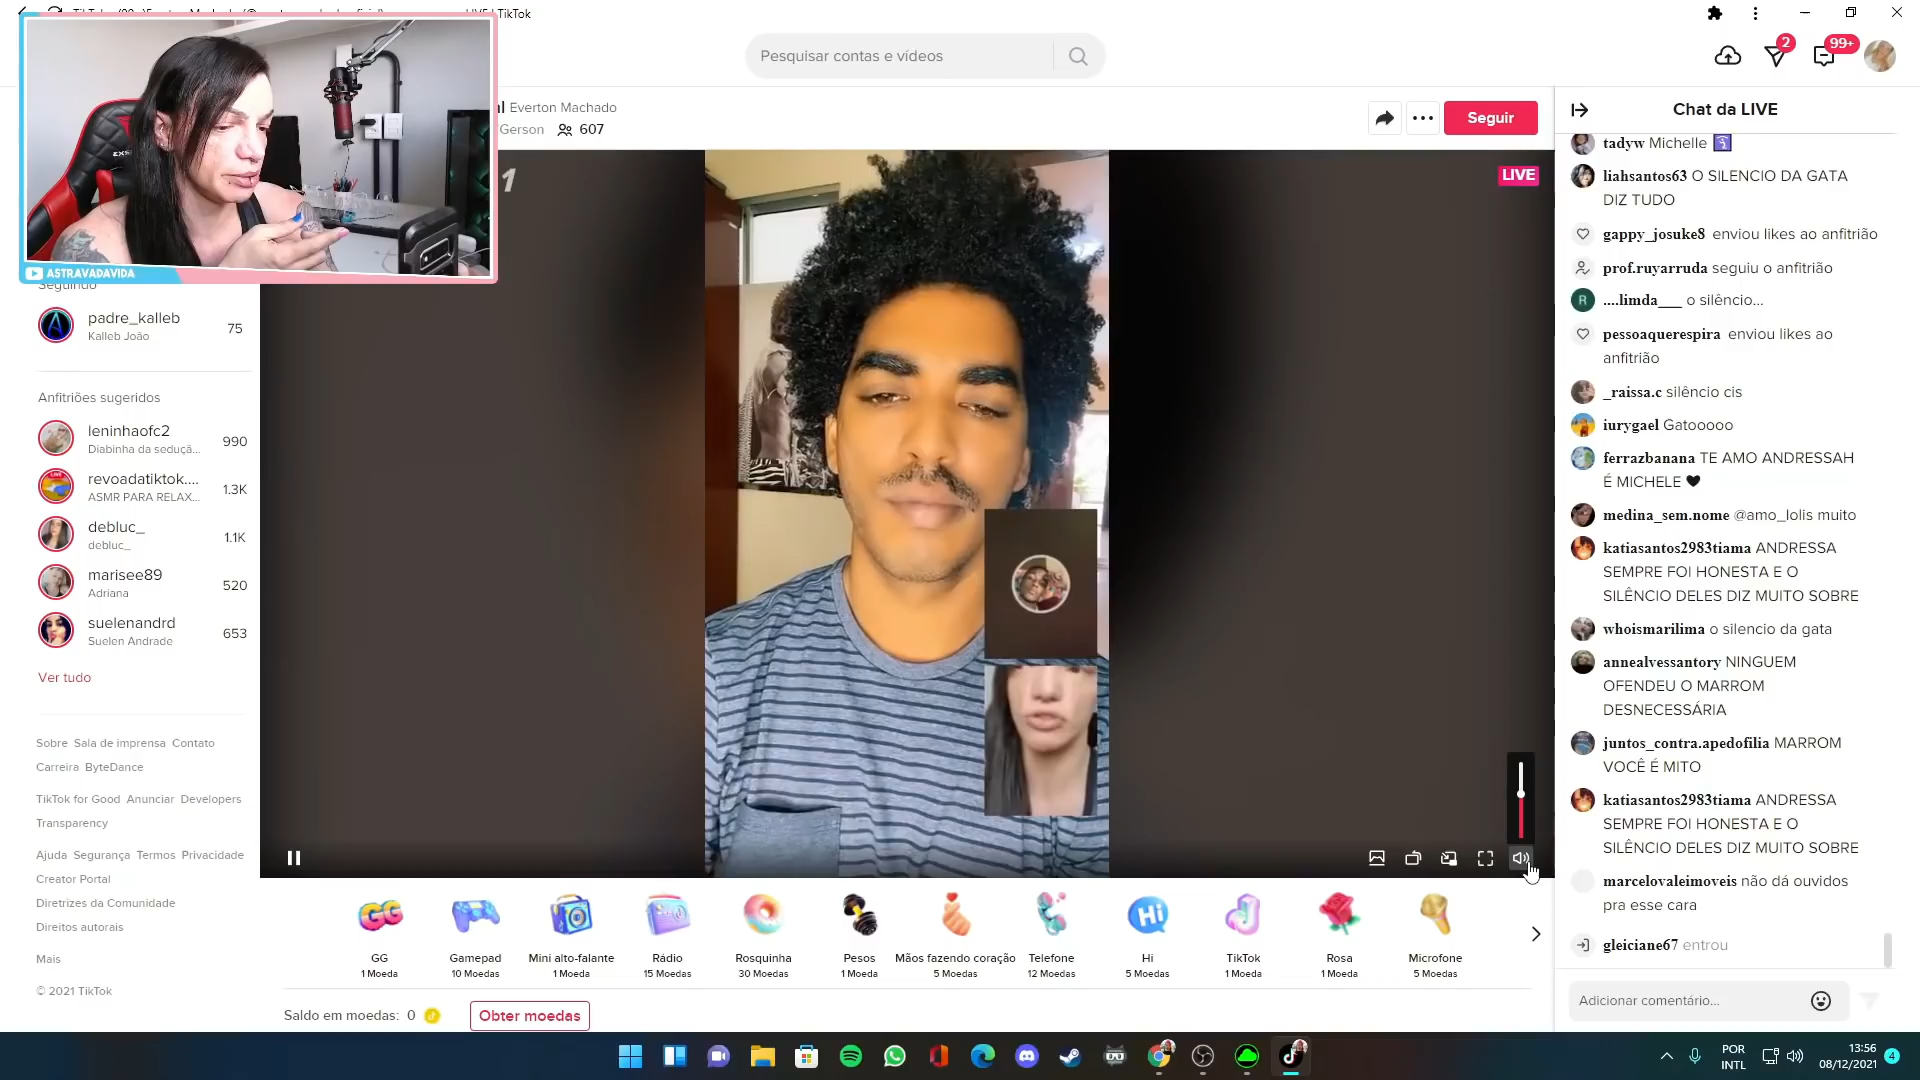 TikTok
Pesquisar contas e vídeos
2
99+
Everton Machado
Gerson 607
Seguir
Chat da LIVE
1
LIVE
ASTRAVADAVIDA
Seguindo
padre_kalleb
Kalleb João
75
Anfitriões sugeridos
leninhaofc2
Diabinha da seduçã...
990
revoadatiktok....
ASMR PARA RELAX...
1.3K
debluc_
debluc_
1.1K
marisee89
Adriana
520
suelenandrd
Suelen Andrade
653
Ver tudo
Sobre Sala de imprensa Contato
Carreira ByteDance
TikTok for Good Anunciar Developers
Transparency
Ajuda Segurança Termos Privacidade
Creator Portal
Diretrizes da Comunidade
Direitos autorais
Mais
© 2021 TikTok
tadyw Michelle
liahsantos63 O SILENCIO DA GATA
DIZ TUDO
gappy_josuke8 enviou likes ao anfitrião
prof.ruyarruda seguiu o anfitrião
R ....limda___ o silêncio...
pessoaquerespira enviou likes ao
anfitrião
_raissa.c silêncio cis
iurygael Gatooooo
ferrazbanana TE AMO ANDRESSAH
É MICHELE 🖤
medina_sem.nome @amo_lolis muito
katiasantos2983tiama ANDRESSA
SEMPRE FOI HONESTA E O
SILÊNCIO DELES DIZ MUITO SOBRE
whoismarilima o silencio da gata
annealvessantory NINGUEM
OFENDEU O MARROM
DESNECESSÁRIA
juntos_contra.apedofilia MARROM
VOCÊ É MITO
katiasantos2983tiama ANDRESSA
SEMPRE FOI HONESTA E O
SILÊNCIO DELES DIZ MUITO SOBRE
marcelovaleimoveis não dá ouvidos
pra esse cara
gleiciane67 entrou
Adicionar comentário...
GG
Hi
GG
1 Moeda
Gamepad
10 Moedas
Mini alto-falante
1 Moeda
Rádio
15 Moedas
Rosquinha
30 Moedas
Pesos
1 Moeda
Mãos fazendo coração
5 Moedas
Telefone
12 Moedas
Hi
5 Moedas
TikTok
1 Moeda
Rosa
1 Moeda
Microfone
5 Moedas
Saldo em moedas: 0
Obter moedas
POR
INTL
13:56
08/12/2021
4